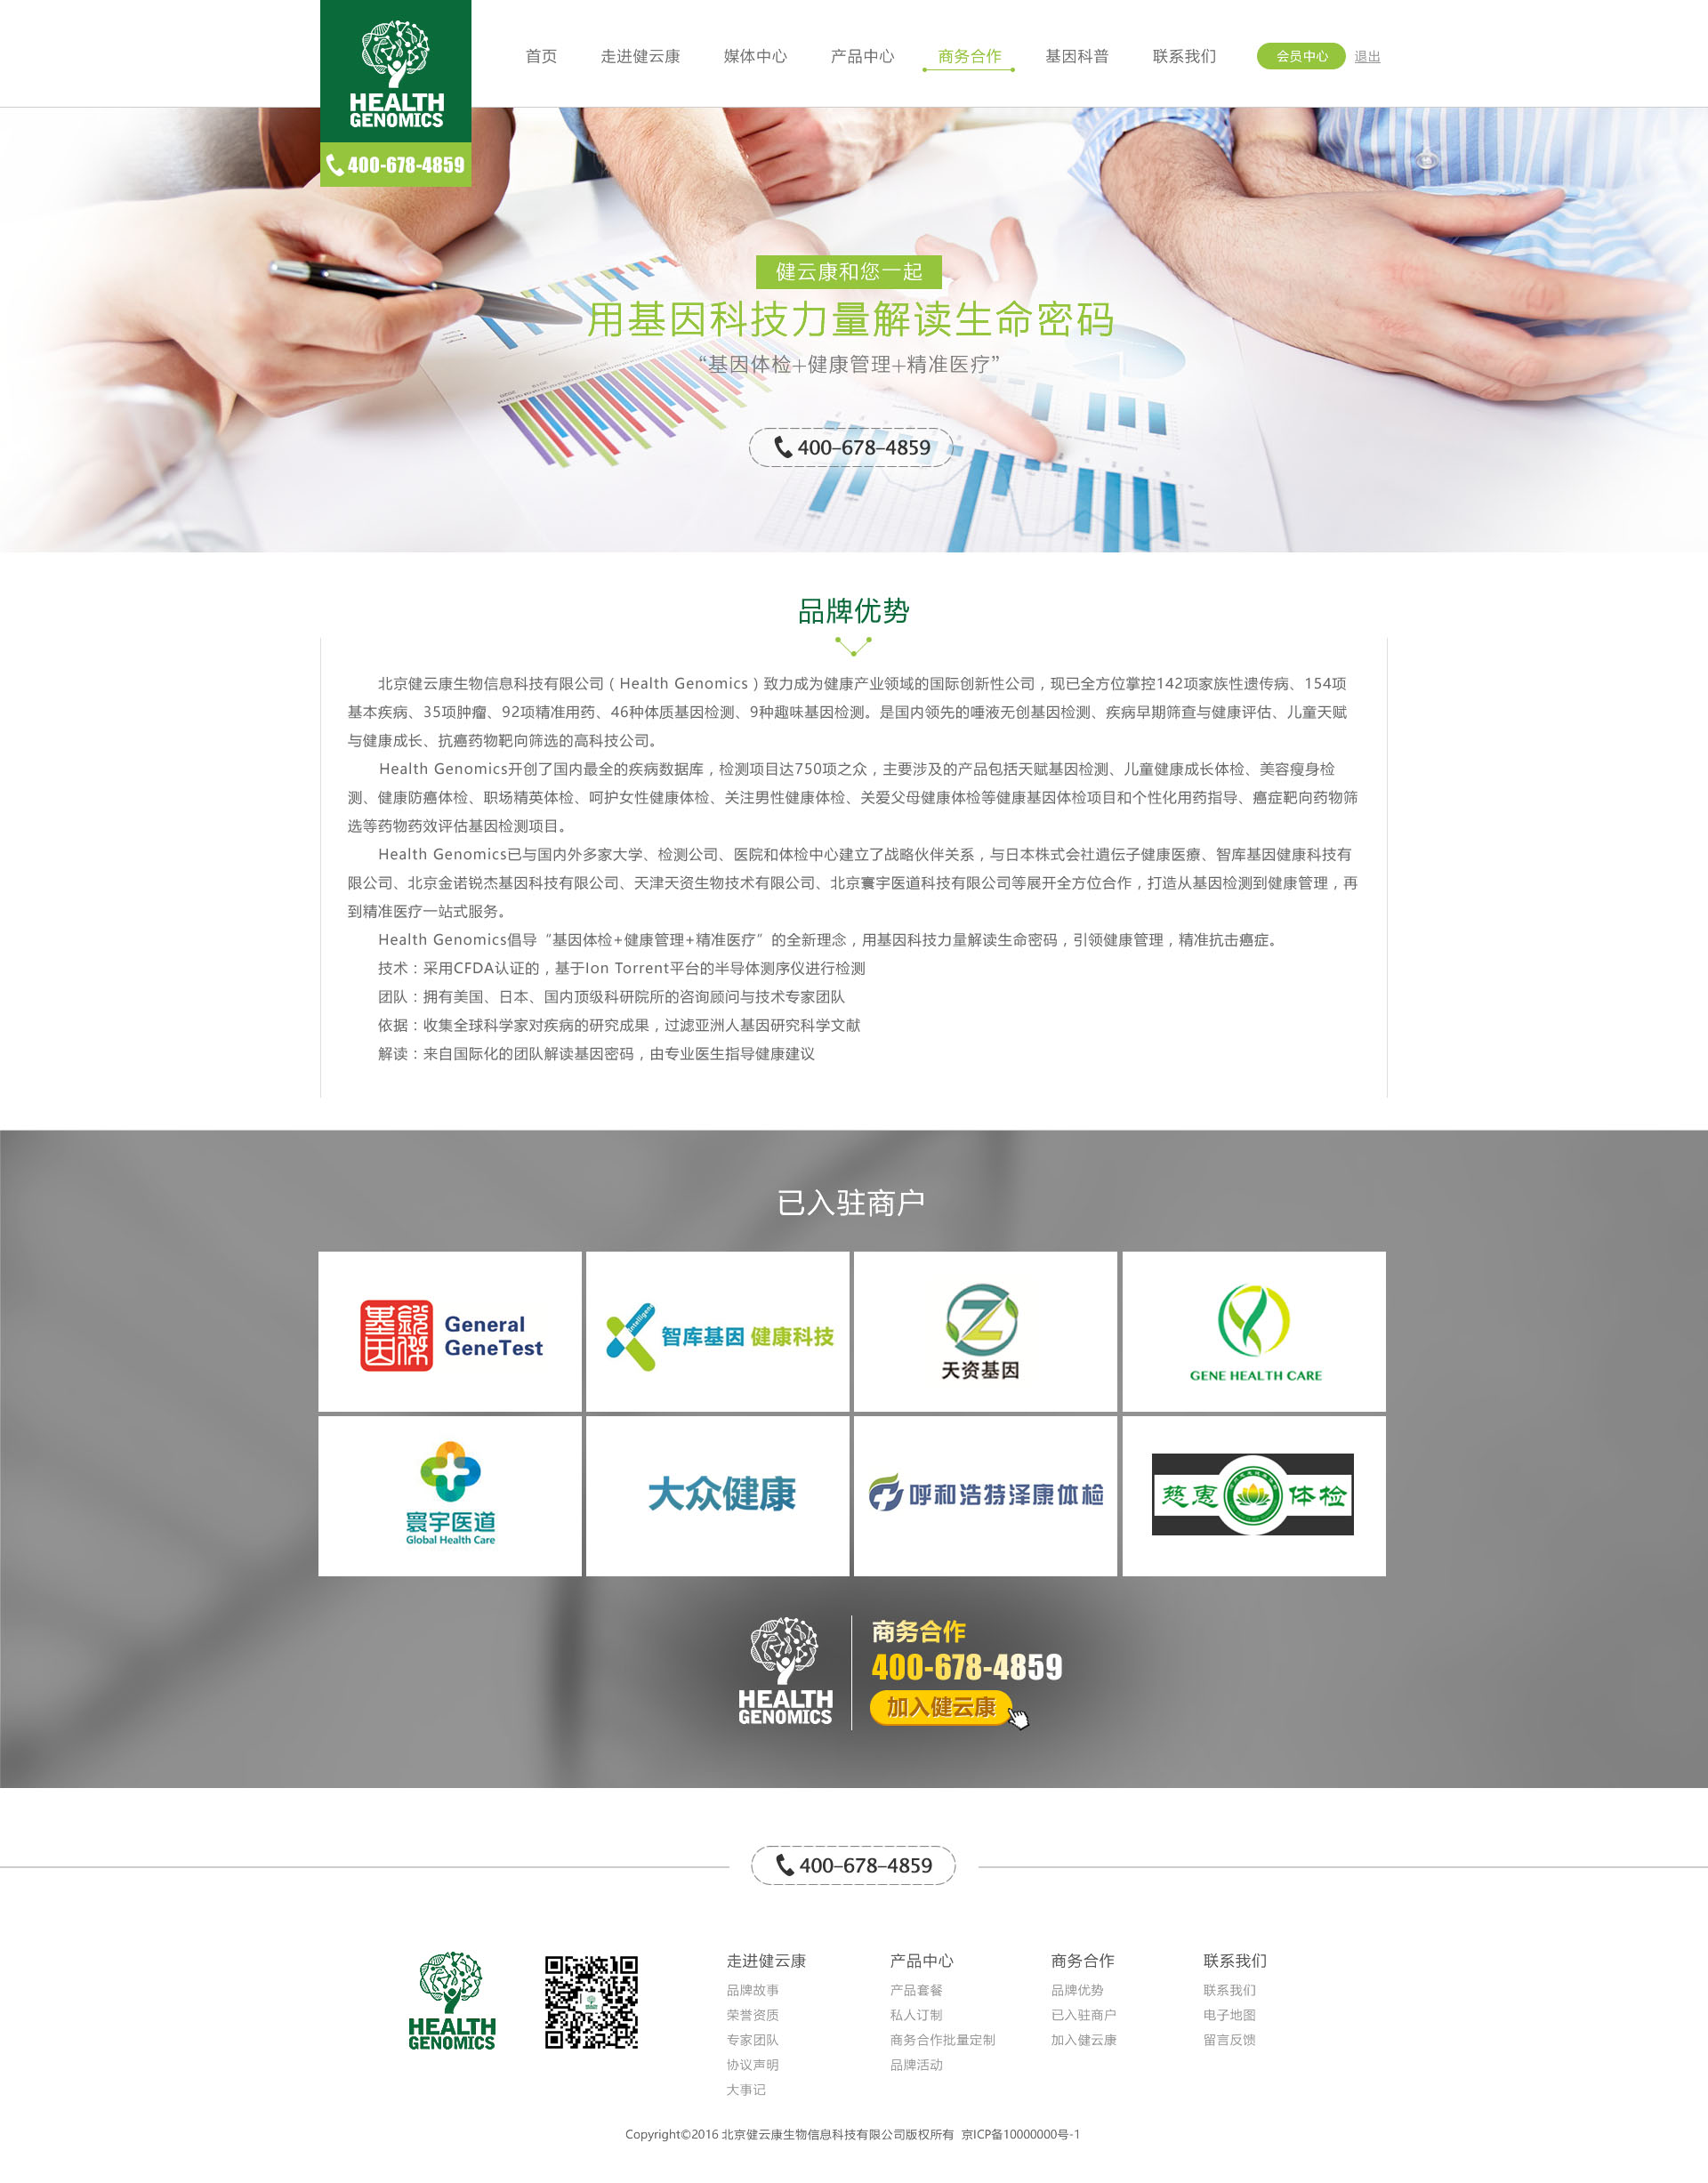 HEALTH
GENOMICS
400-678-4859
首页 走进健云康 媒体中心 产品中心 商务合作 基因科普 联系我们 会员中心 退出
健云康和您一起
用基因科技力量解读生命密码
“基因体检+健康管理+精准医疗”
400-678-4859
品牌优势
北京健云康生物信息科技有限公司（Health Genomics）致力成为健康产业领域的国际创新性公司，现已全方位掌控142项家族性遗传病、154项
基本疾病、35项肿瘤、92项精准用药、46种体质基因检测、9种趣味基因检测。是国内领先的唾液无创基因检测、疾病早期筛查与健康评估、儿童天赋
与健康成长、抗癌药物靶向筛选的高科技公司。
Health Genomics开创了国内最全的疾病数据库，检测项目达750项之众，主要涉及的产品包括天赋基因检测、儿童健康成长体检、美容瘦身检
测、健康防癌体检、职场精英体检、呵护女性健康体检、关注男性健康体检、关爱父母健康体检等健康基因体检项目和个性化用药指导、癌症靶向药物筛
选等药物药效评估基因检测项目。
Health Genomics已与国内外多家大学、检测公司、医院和体检中心建立了战略伙伴关系，与日本株式会社遺伝子健康医療、智库基因健康科技有
限公司、北京金诺锐杰基因科技有限公司、天津天资生物技术有限公司、北京寰宇医道科技有限公司等展开全方位合作，打造从基因检测到健康管理，再
到精准医疗一站式服务。
Health Genomics倡导“基因体检+健康管理+精准医疗”的全新理念，用基因科技力量解读生命密码，引领健康管理，精准抗击癌症。
技术：采用CFDA认证的，基于Ion Torrent平台的半导体测序仪进行检测
团队：拥有美国、日本、国内顶级科研院所的咨询顾问与技术专家团队
依据：收集全球科学家对疾病的研究成果，过滤亚洲人基因研究科学文献
解读：来自国际化的团队解读基因密码，由专业医生指导健康建议
已入驻商户
General
GeneTest
智库基因 健康科技
天资基因
GENE HEALTH CARE
寰宇医道
Global Health Care
大众健康
呼和浩特泽康体检
慈惠 体检
HEALTH
GENOMICS
商务合作
400-678-4859
加入健云康
400-678-4859
HEALTH
GENOMICS
走进健云康 产品中心 商务合作 联系我们
品牌故事 产品套餐 品牌优势 联系我们
荣誉资质 私人订制 已入驻商户 电子地图
专家团队 商务合作批量定制 加入健云康 留言反馈
协议声明 品牌活动
大事记
Copyright©2016 北京健云康生物信息科技有限公司版权所有 京ICP备10000000号-1